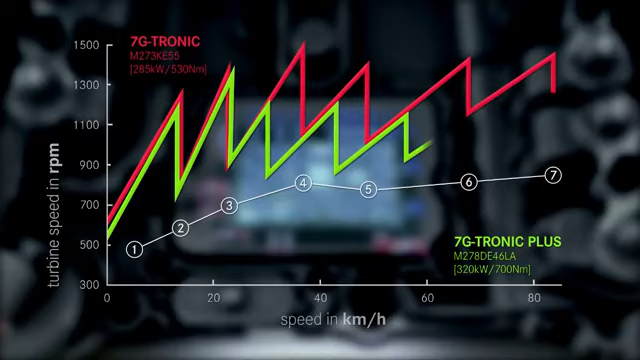 7G-TRONIC
M273KE55
[285kW/530Nm]
1500
1300
1100
900
700
500
300
turbine speed in rpm
1
2
3
4
5
6
7
7G-TRONIC PLUS
M278DE46LA
[320kW/700Nm]
0
20
40
60
80
speed in km/h